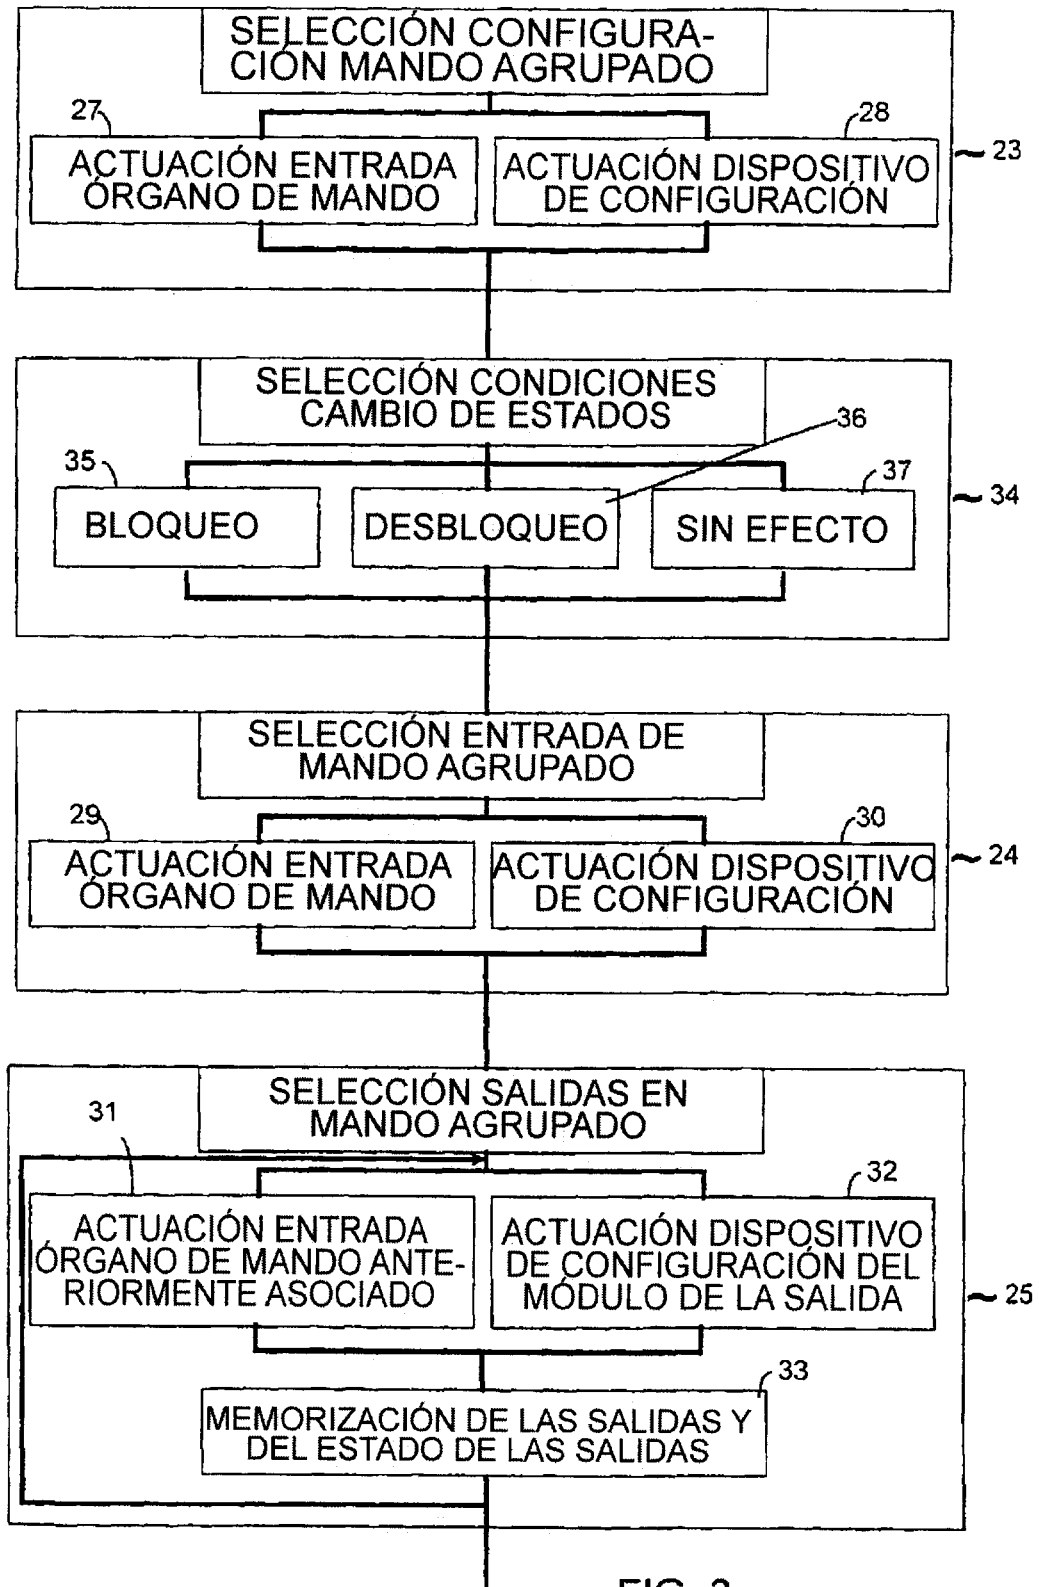 SELECCIÓN CONFIGURA-
CIÓN MANDO AGRUPADO
27
28
ACTUACIÓN ENTRADA
ÓRGANO DE MANDO
ACTUACIÓN DISPOSITIVO
DE CONFIGURACIÓN
23
SELECCIÓN CONDICIONES
CAMBIO DE ESTADOS
36
35
37
BLOQUEO
DESBLOQUEO
SIN EFECTO
34
SELECCIÓN ENTRADA DE
MANDO AGRUPADO
29
30
ACTUACIÓN ENTRADA
ÓRGANO DE MANDO
ACTUACIÓN DISPOSITIVO
DE CONFIGURACIÓN
24
SELECCIÓN SALIDAS EN
MANDO AGRUPADO
31
32
ACTUACIÓN ENTRADA
ÓRGANO DE MANDO ANTE-
RIORMENTE ASOCIADO
ACTUACIÓN DISPOSITIVO
DE CONFIGURACIÓN DEL
MÓDULO DE LA SALIDA
25
33
MEMORIZACIÓN DE LAS SALIDAS Y
DEL ESTADO DE LAS SALIDAS
FIG.